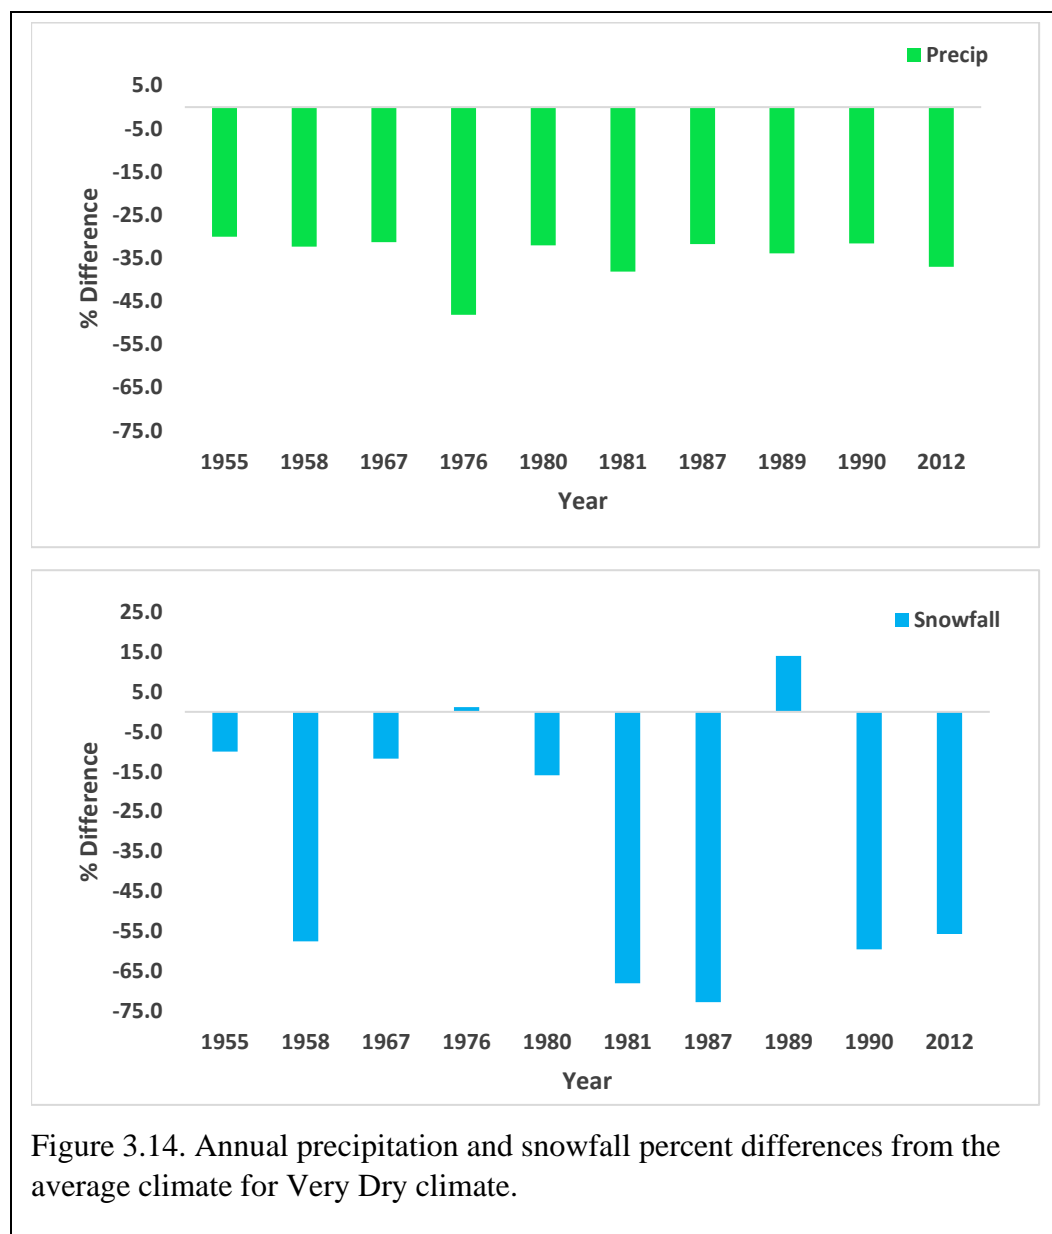 Precip
5.0
-5.0
-15.0
-25.0
-35.0
-45.0
-55.0
-65.0
-75.0
% Difference
1955 1958 1967 1976 1980 1981 1987 1989 1990 2012
Year
Snowfall
25.0
15.0
5.0
-5.0
-15.0
-25.0
-35.0
-45.0
-55.0
-65.0
-75.0
% Difference
1955 1958 1967 1976 1980 1981 1987 1989 1990 2012
Year
Figure 3.14. Annual precipitation and snowfall percent differences from the
average climate for Very Dry climate.